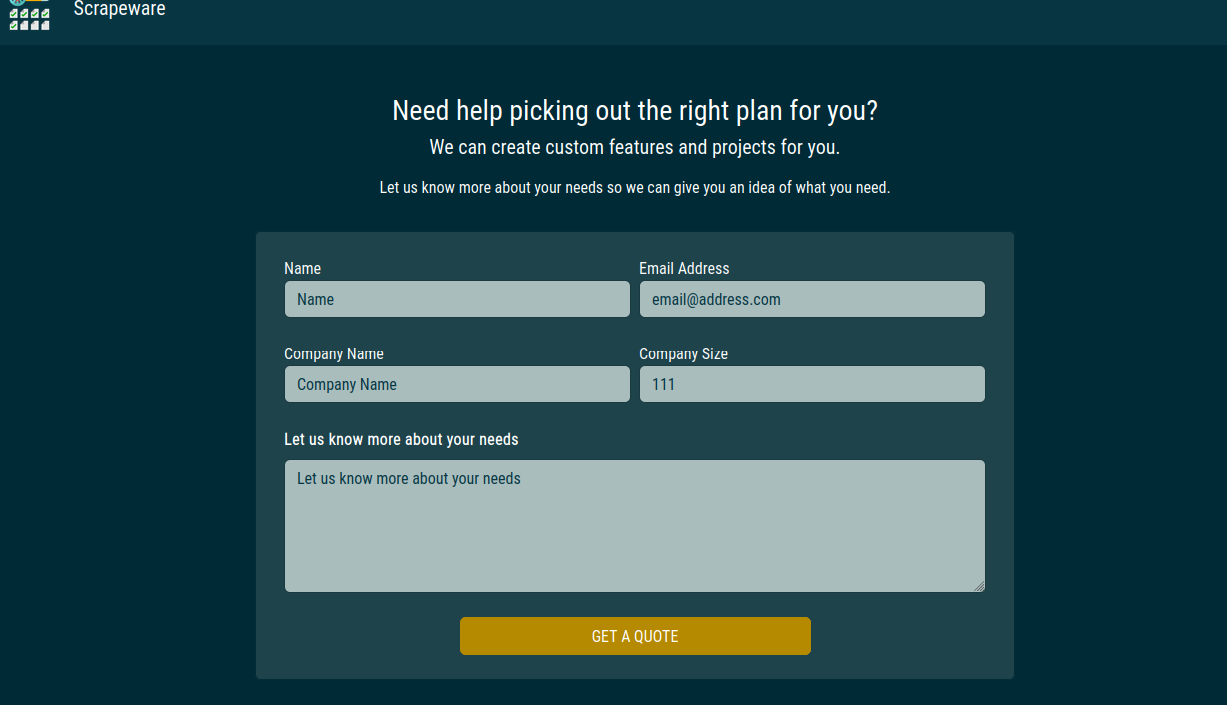 Scrapeware
Need help picking out the right plan for you?
We can create custom features and projects for you.
Let us know more about your needs so we can give you an idea of what you need.
Name Email Address
Name email@address.com
Company Name Company Size
Company Name 111
Let us know more about your needs
Let us know more about your needs
GET A QUOTE